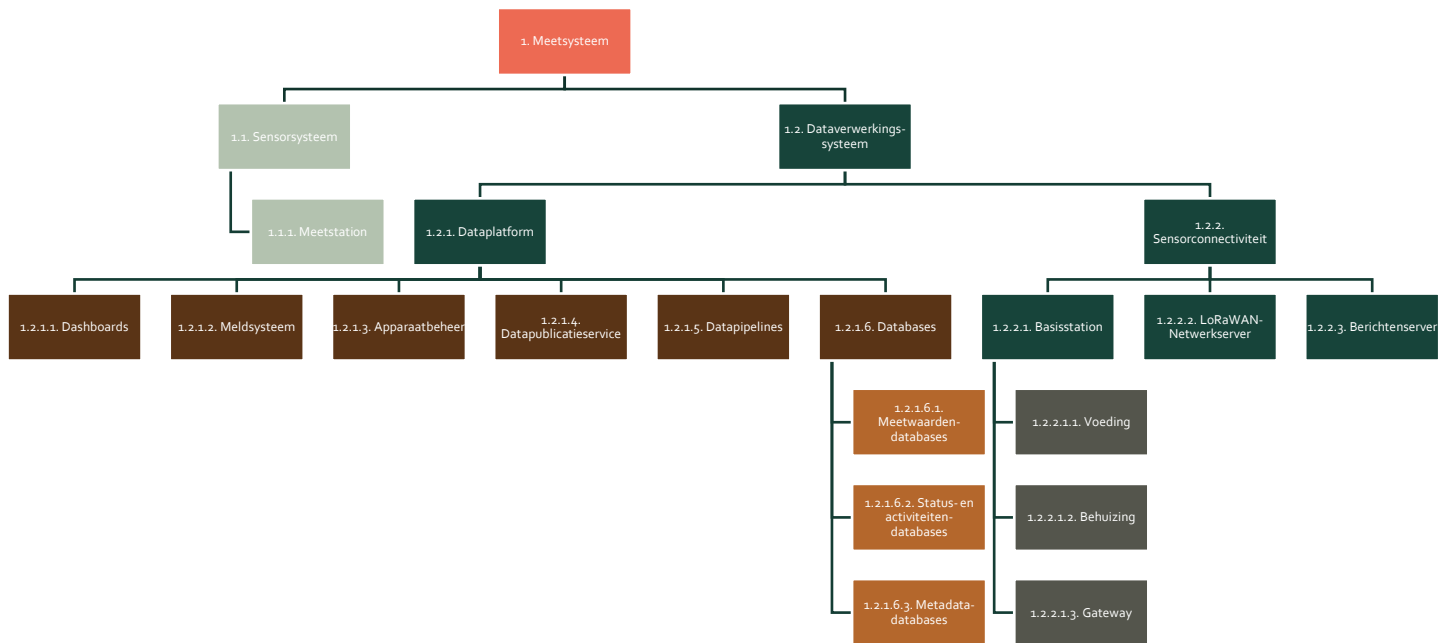 1. Meetsysteem
1.1. Sensorsysteem
1.2. Dataverwerkings-
systeem
1.1.1. Meetstation
1.2.1. Dataplatform
1.2.2.
Sensorconnectiviteit
1.2.1.1. Dashboards
1.2.1.2. Meldsysteem
1.2.1.3. Apparaatbeheer
1.2.1.4.
Datapublicatieservice
1.2.1.5. Datapipelines
1.2.1.6. Databases
1.2.2.1. Basisstation
1.2.2.2. LoRaWAN-
Netwerkserver
1.2.2.3. Berichtenserver
1.2.1.6.1.
Meetwaarden-
databases
1.2.2.1.1. Voeding
1.2.1.6.2. Status- en
activiteiten-
databases
1.2.2.1.2. Behuizing
1.2.1.6.3. Metadata-
databases
1.2.2.1.3. Gateway